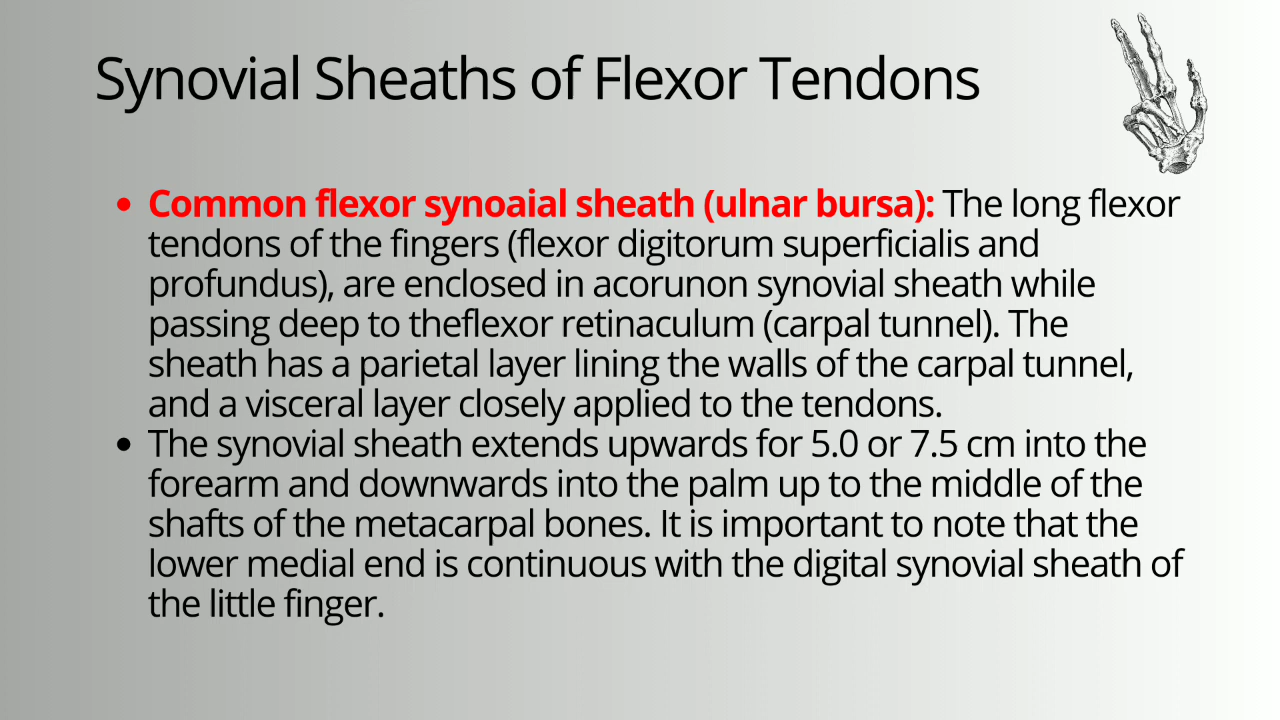 Synovial Sheaths of Flexor Tendons
Common flexor synoaial sheath (ulnar bursa): The long flexor
tendons of the fingers (flexor digitorum superficialis and
profundus), are enclosed in acorunon synovial sheath while
passing deep to theflexor retinaculum (carpal tunnel). The
sheath has a parietal layer lining the walls of the carpal tunnel,
and a visceral layer closely applied to the tendons.
The synovial sheath extends upwards for 5.0 or 7.5 cm into the
forearm and downwards into the palm up to the middle of the
shafts of the metacarpal bones. It is important to note that the
lower medial end is continuous with the digital synovial sheath of
the little finger.